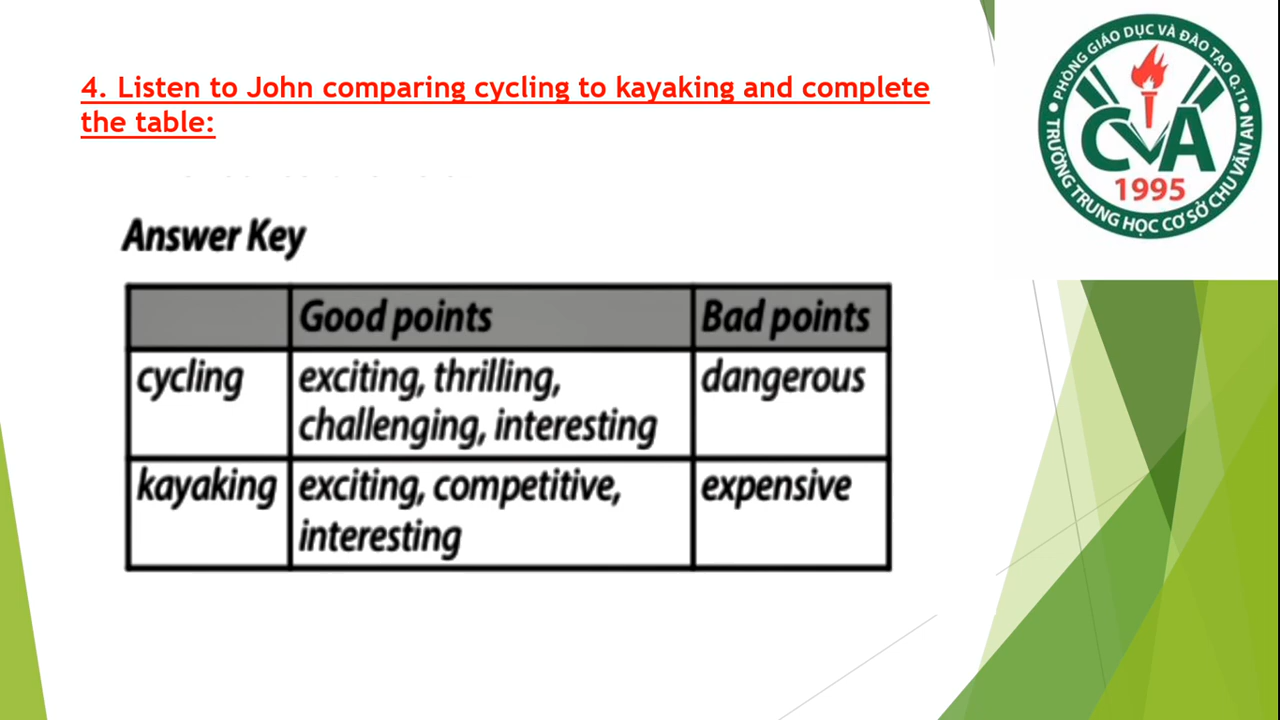 4. Listen to John comparing cycling to kayaking and complete
the table:
PHÒNG GIÁO DỤC VÀ ĐÀO TẠO Q.11
CVA
1995
TRƯỜNG TRUNG HỌC CƠ SỞ CHU VĂN AN
Answer Key
Good points Bad points
cycling exciting, thrilling, dangerous
challenging, interesting
kayaking exciting, competitive, expensive
interesting